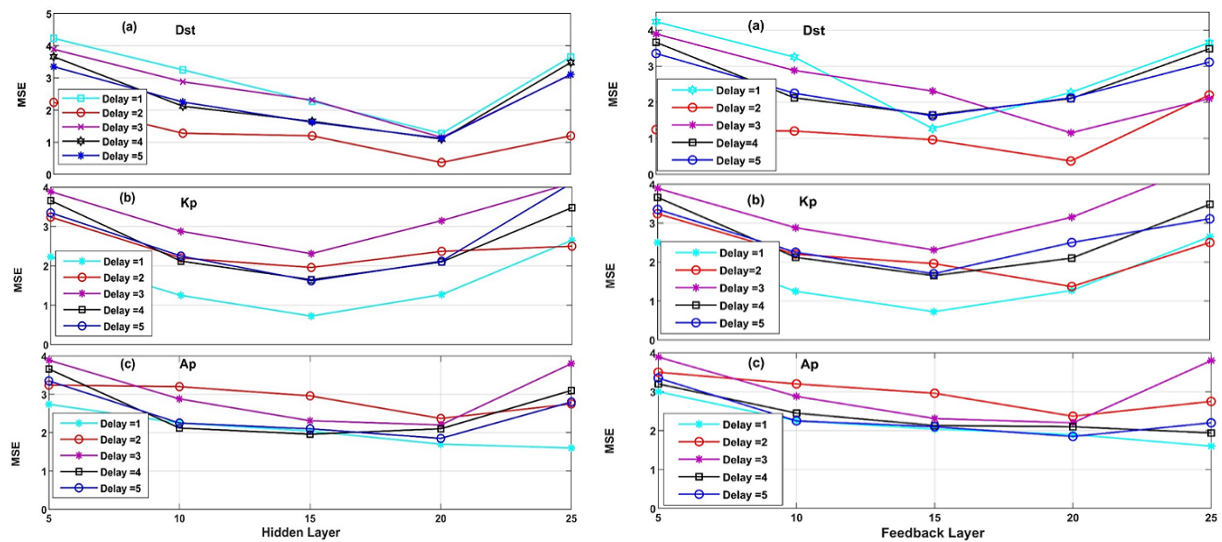 (a) Dst
5
4
3
2
1
0
MSE
Delay =1
Delay =2
Delay =3
Delay =4
Delay =5
(b) Kp
4
3
2
1
0
MSE
Delay =1
Delay =2
Delay =3
Delay =4
Delay =5
(c) Ap
4
3
2
1
0
MSE
Delay =1
Delay =2
Delay =3
Delay =4
Delay =5
5 10 15 20 25
Hidden Layer
(a) Dst
4
3
2
1
0
MSE
Delay =1
Delay =2
Delay =3
Delay=4
Delay =5
(b) Kp
4
3
2
1
0
MSE
Delay =1
Delay=2
Delay =3
Delay =4
Delay =5
(c) Ap
4
3
2
1
0
MSE
Delay =1
Delay =2
Delay =3
Delay =4
Delay =5
5 10 15 20 25
Feedback Layer